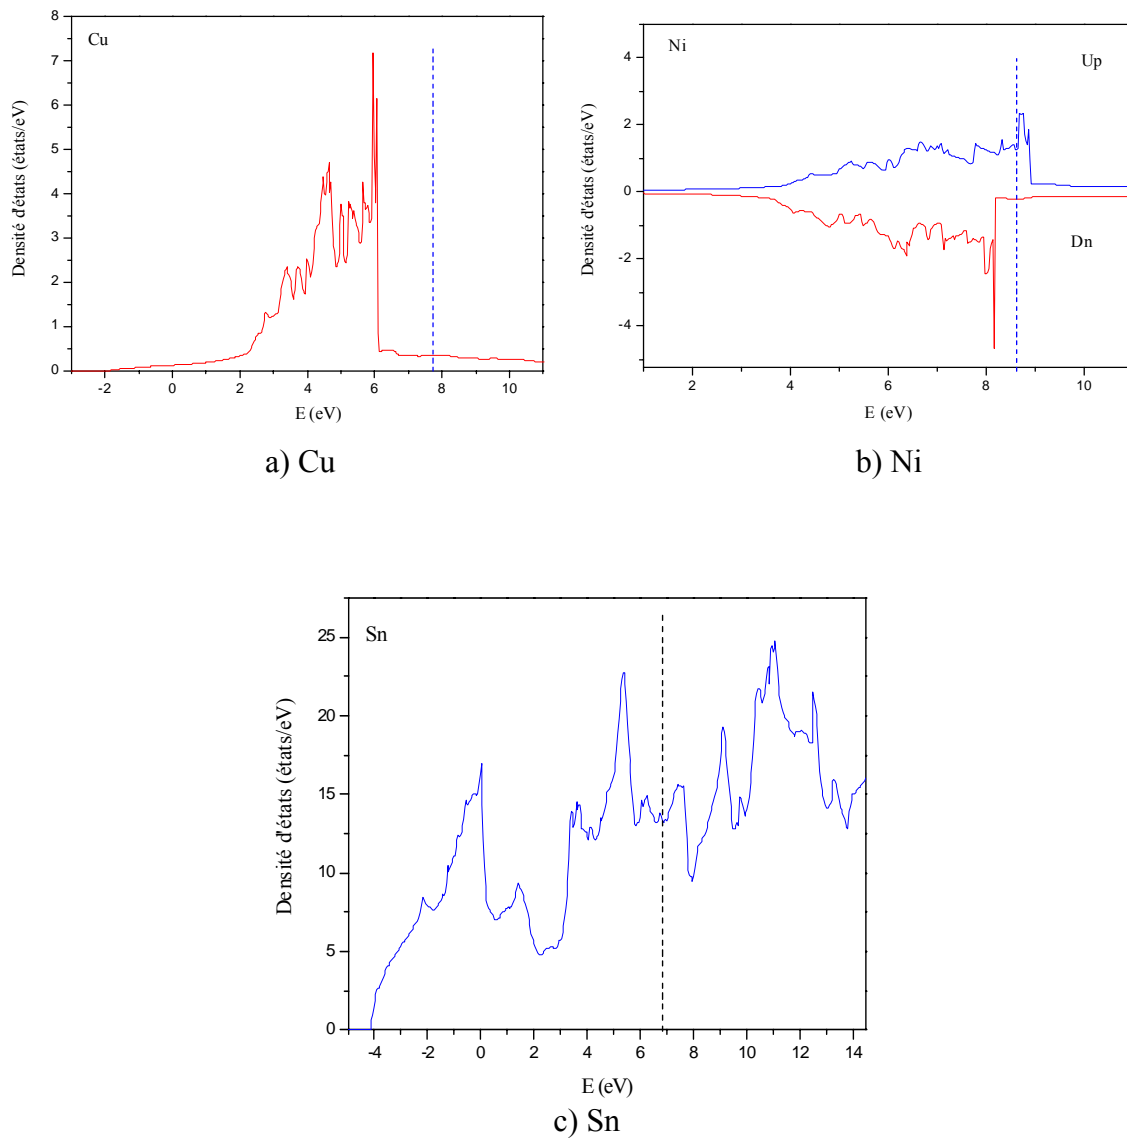 Cu
Densité d'états (états/eV)
8
7
6
5
4
3
2
1
0
-2 0 2 4 6 8 10
E (eV)
a) Cu
Ni
Up
Dn
Densité d'états (états/eV)
4
2
0
-2
-4
2 4 6 8 10
E (eV)
b) Ni
Sn
Densité d'états (états/eV)
25
20
15
10
5
0
-4 -2 0 2 4 6 8 10 12 14
E (eV)
c) Sn